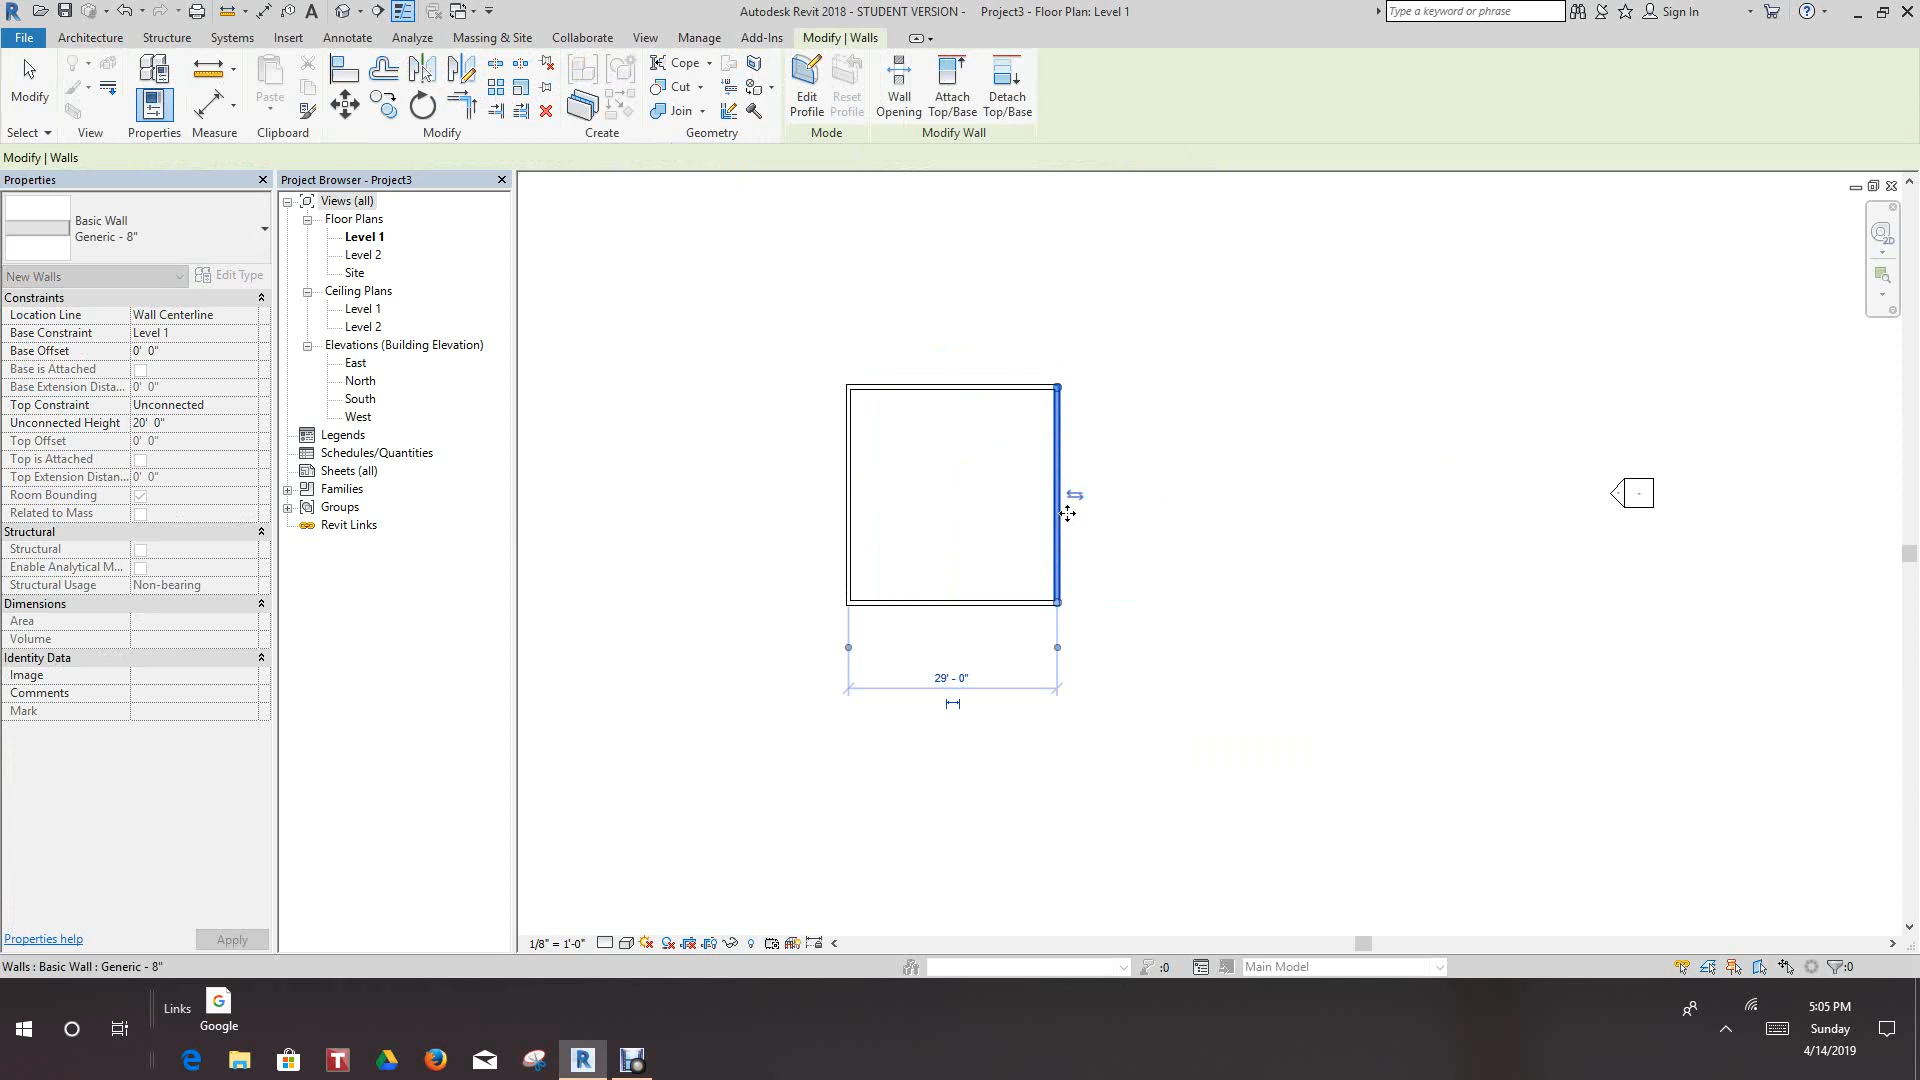 Autodesk Revit 2018 - STUDENT VERSION -    Project3 - Floor Plan: Level 1
Type a keyword or phrase
Sign In
File Architecture Structure Systems Insert Annotate Analyze Massing & Site Collaborate View Manage Add-Ins Modify | Walls
Modify
Paste
Cope
Cut
Join
Edit Profile
Reset Profile
Wall Opening
Attach Top/Base
Detach Top/Base
Select View Properties Measure Clipboard Modify Create Geometry Mode Modify Wall
Modify | Walls
Properties
Basic Wall
Generic - 8"
New Walls
Edit Type
Constraints
Location Line Wall Centerline
Base Constraint Level 1
Base Offset 0' 0"
Base is Attached
Base Extension Dista... 0' 0"
Top Constraint Unconnected
Unconnected Height 20' 0"
Top Offset 0' 0"
Top is Attached
Top Extension Distan... 0' 0"
Room Bounding
Related to Mass
Structural
Structural
Enable Analytical M...
Structural Usage Non-bearing
Dimensions
Area
Volume
Identity Data
Image
Comments
Mark
Properties help
Apply
Project Browser - Project3
Views (all)
Floor Plans
Level 1
Level 2
Site
Ceiling Plans
Level 1
Level 2
Elevations (Building Elevation)
East
North
South
West
Legends
Schedules/Quantities
Sheets (all)
Families
Groups
Revit Links
2D
29' - 0"
1/8" = 1'-0"
Walls : Basic Wall : Generic - 8"
:0
Main Model
:0
Links
Google
5:05 PM
Sunday
4/14/2019